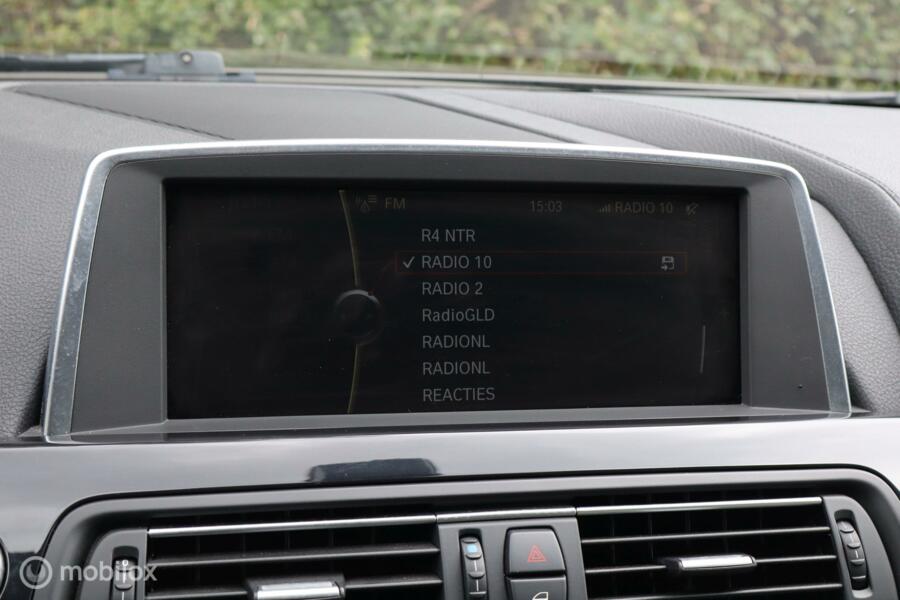 FM 15:03 RADIO 10
R4 NTR
RADIO 10
RADIO 2
RadioGLD
RADIONL
RADIONL
REACTIES
mobilox